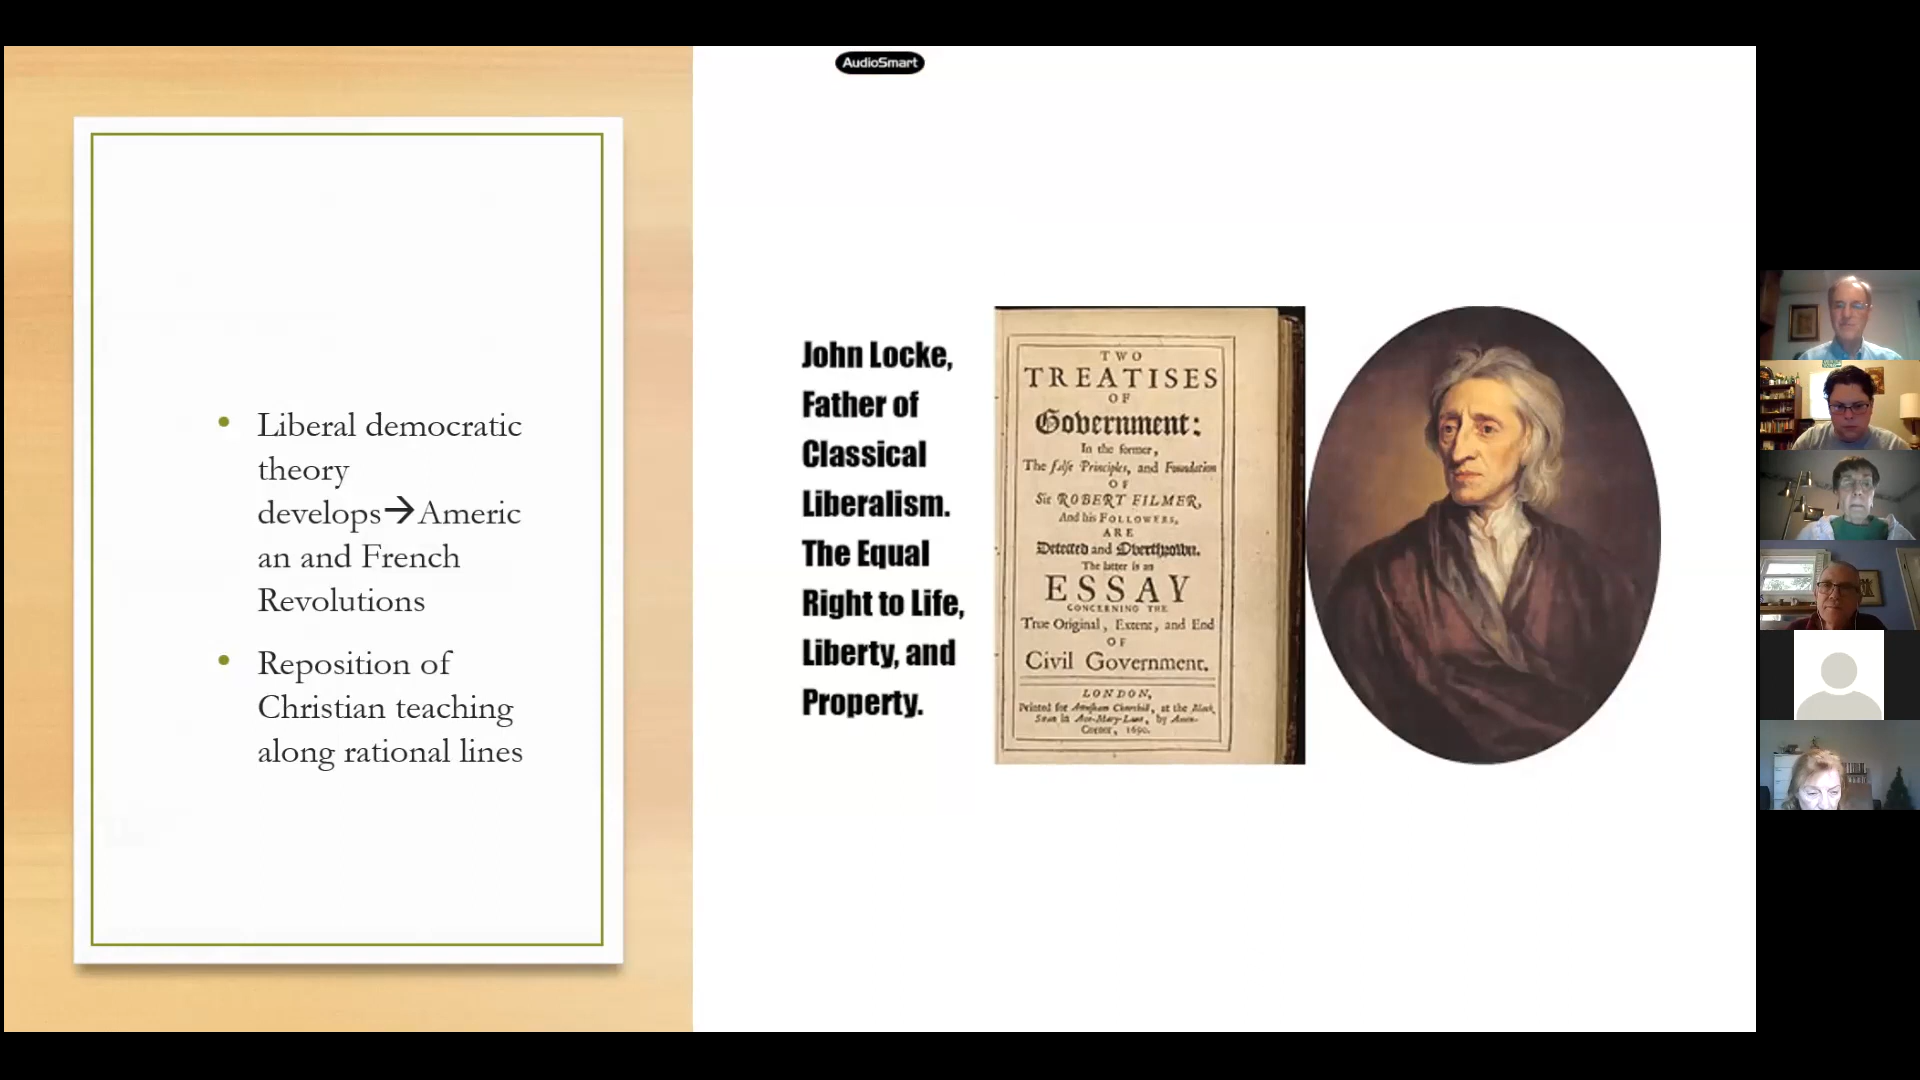 AudioSmart
• Liberal democratic
theory
develops→Americ
an and French
Revolutions
• Reposition of
Christian teaching
along rational lines
John Locke,
Father of
Classical
Liberalism.
The Equal
Right to Life,
Liberty, and
Property.
TWO
TREATISES
OF
Government:
In the former,
The false Principles, and Foundation
OF
Sir ROBERT FILMER,
And his FOLLOWERS,
ARE
Detected and Overthrown.
The latter is an
ESSAY
CONCERNING THE
True Original, Extent, and End
OF
Civil Government.
LONDON,
Printed for Awnsham Churchill, at the Black
Swan in Ave-Mary-Lane, by Amen-
Corner, 1690.